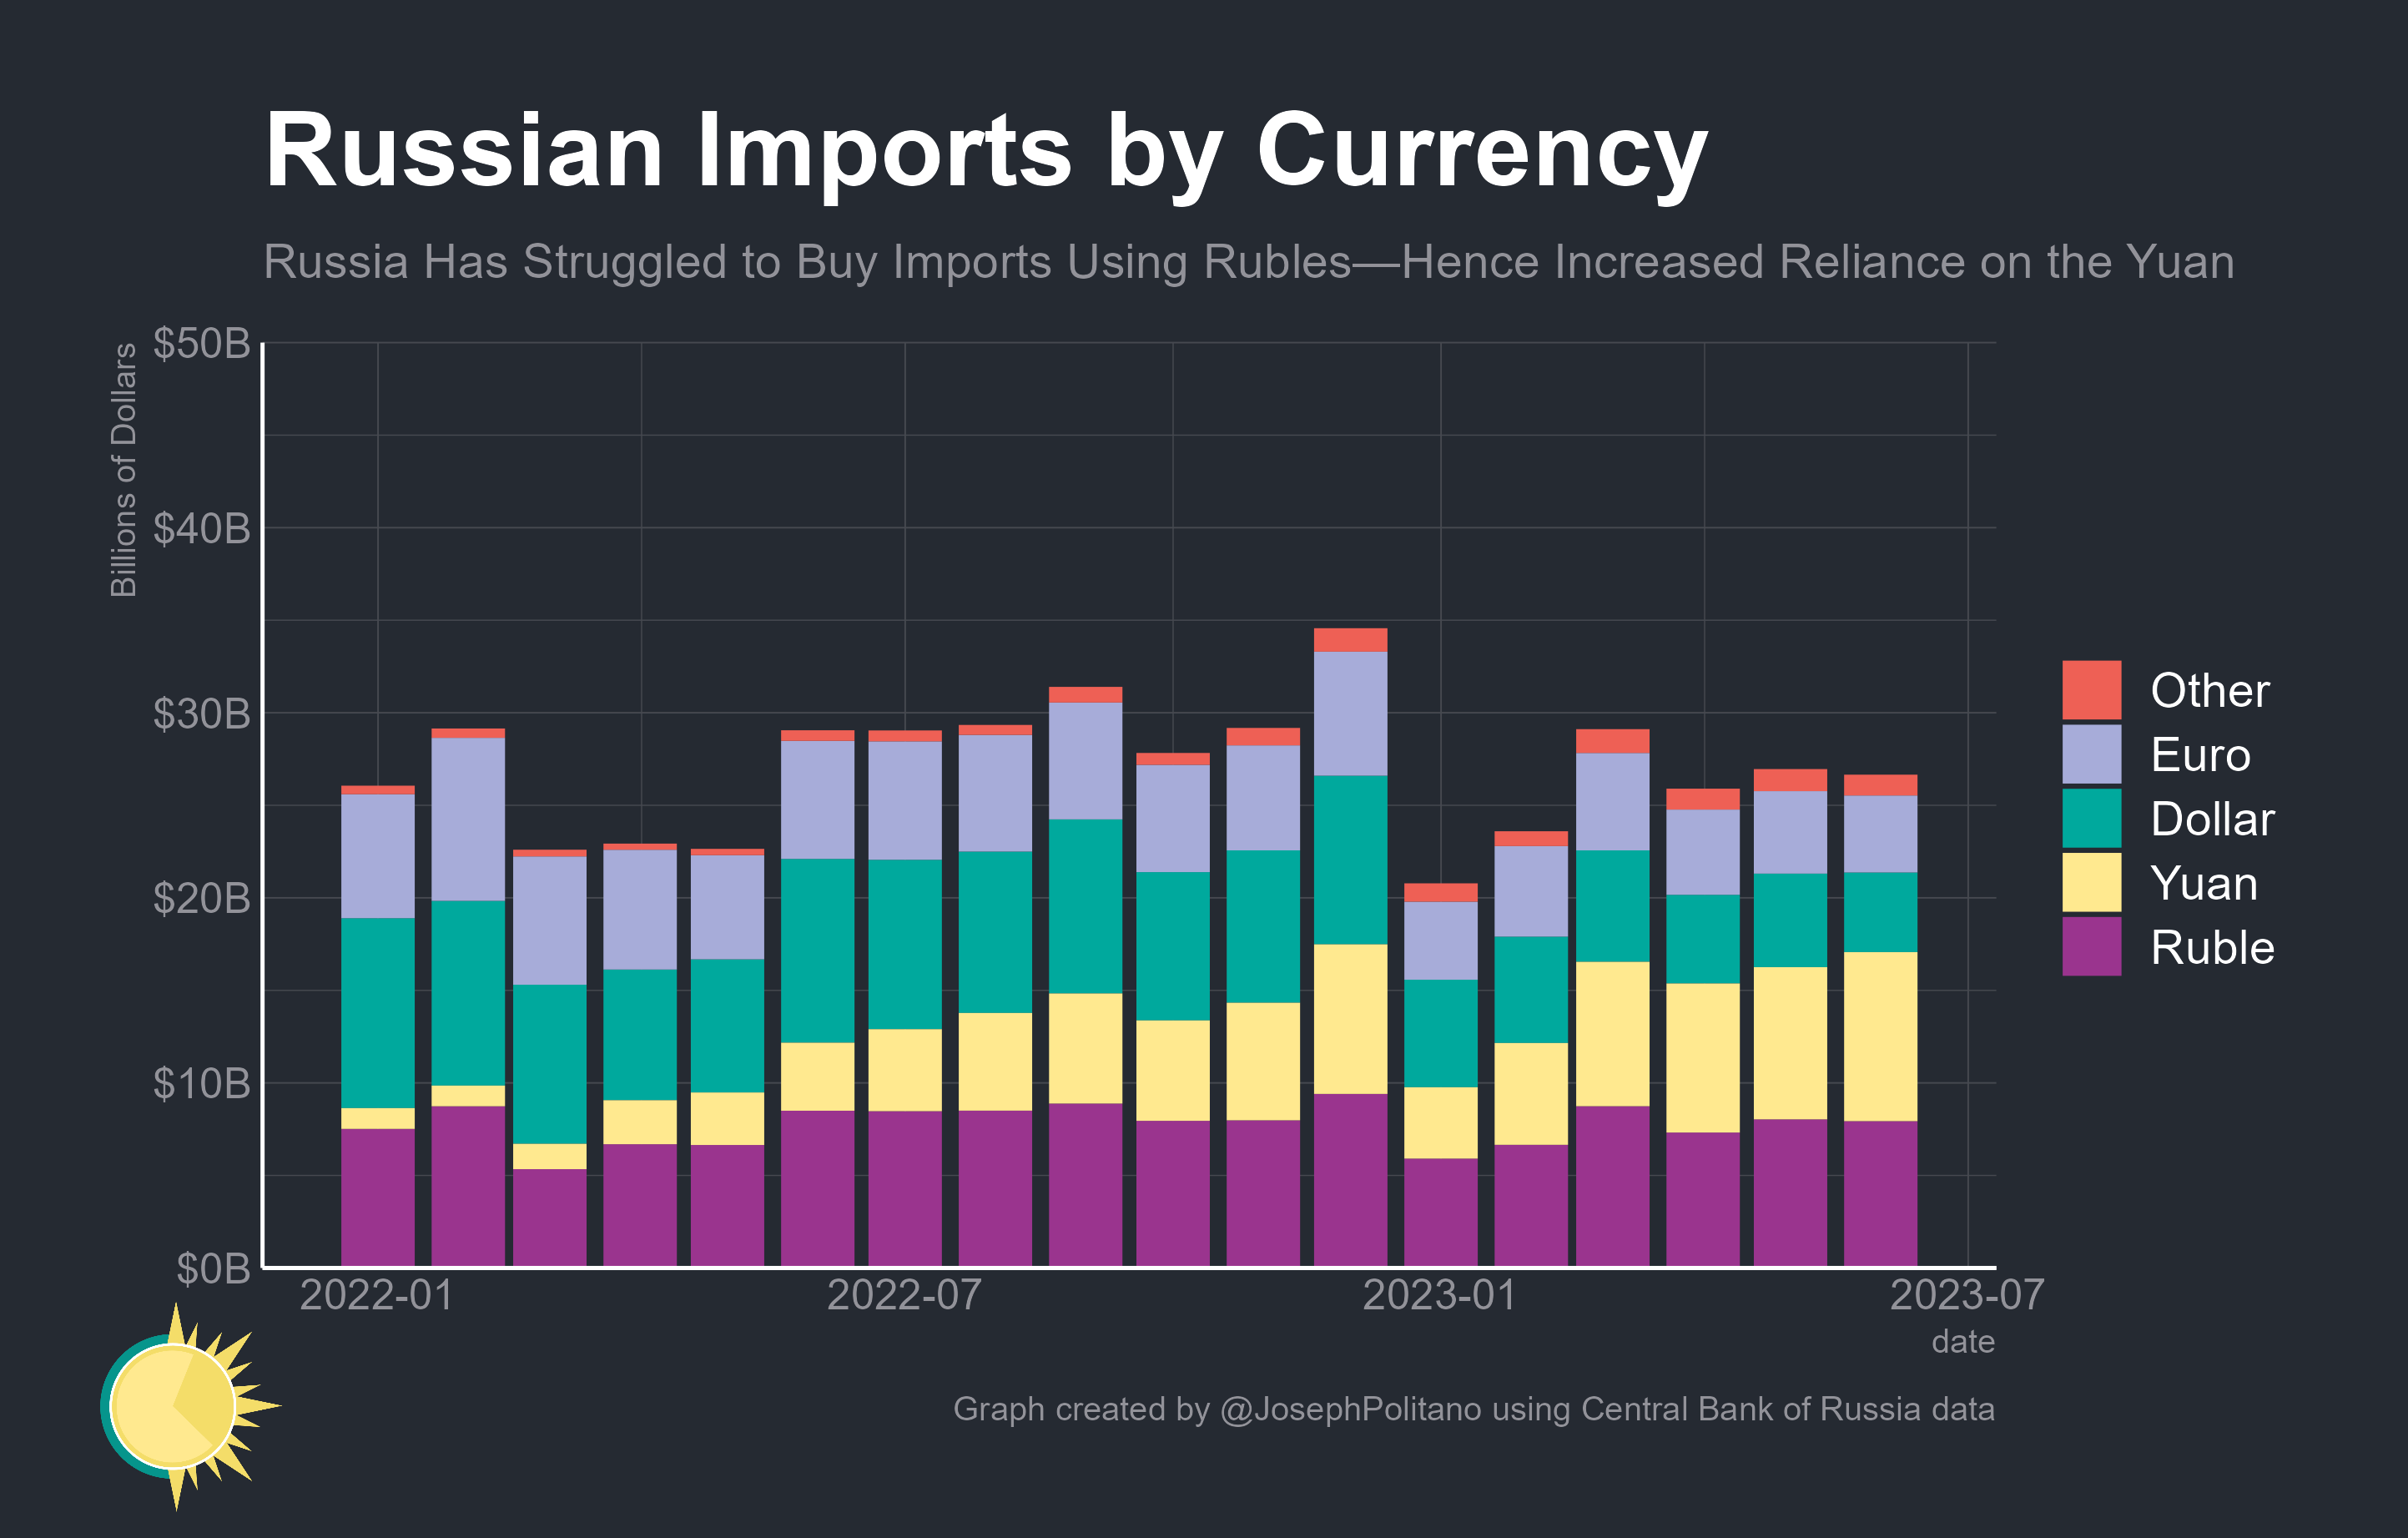 Russian Imports by Currency
Russia Has Struggled to Buy Imports Using Rubles—Hence Increased Reliance on the Yuan
Billions of Dollars
$50B
$40B
$30B
$20B
$10B
$0B
2022-01
2022-07
2023-01
2023-07
date
Other
Euro
Dollar
Yuan
Ruble
Graph created by @JosephPolitano using Central Bank of Russia data